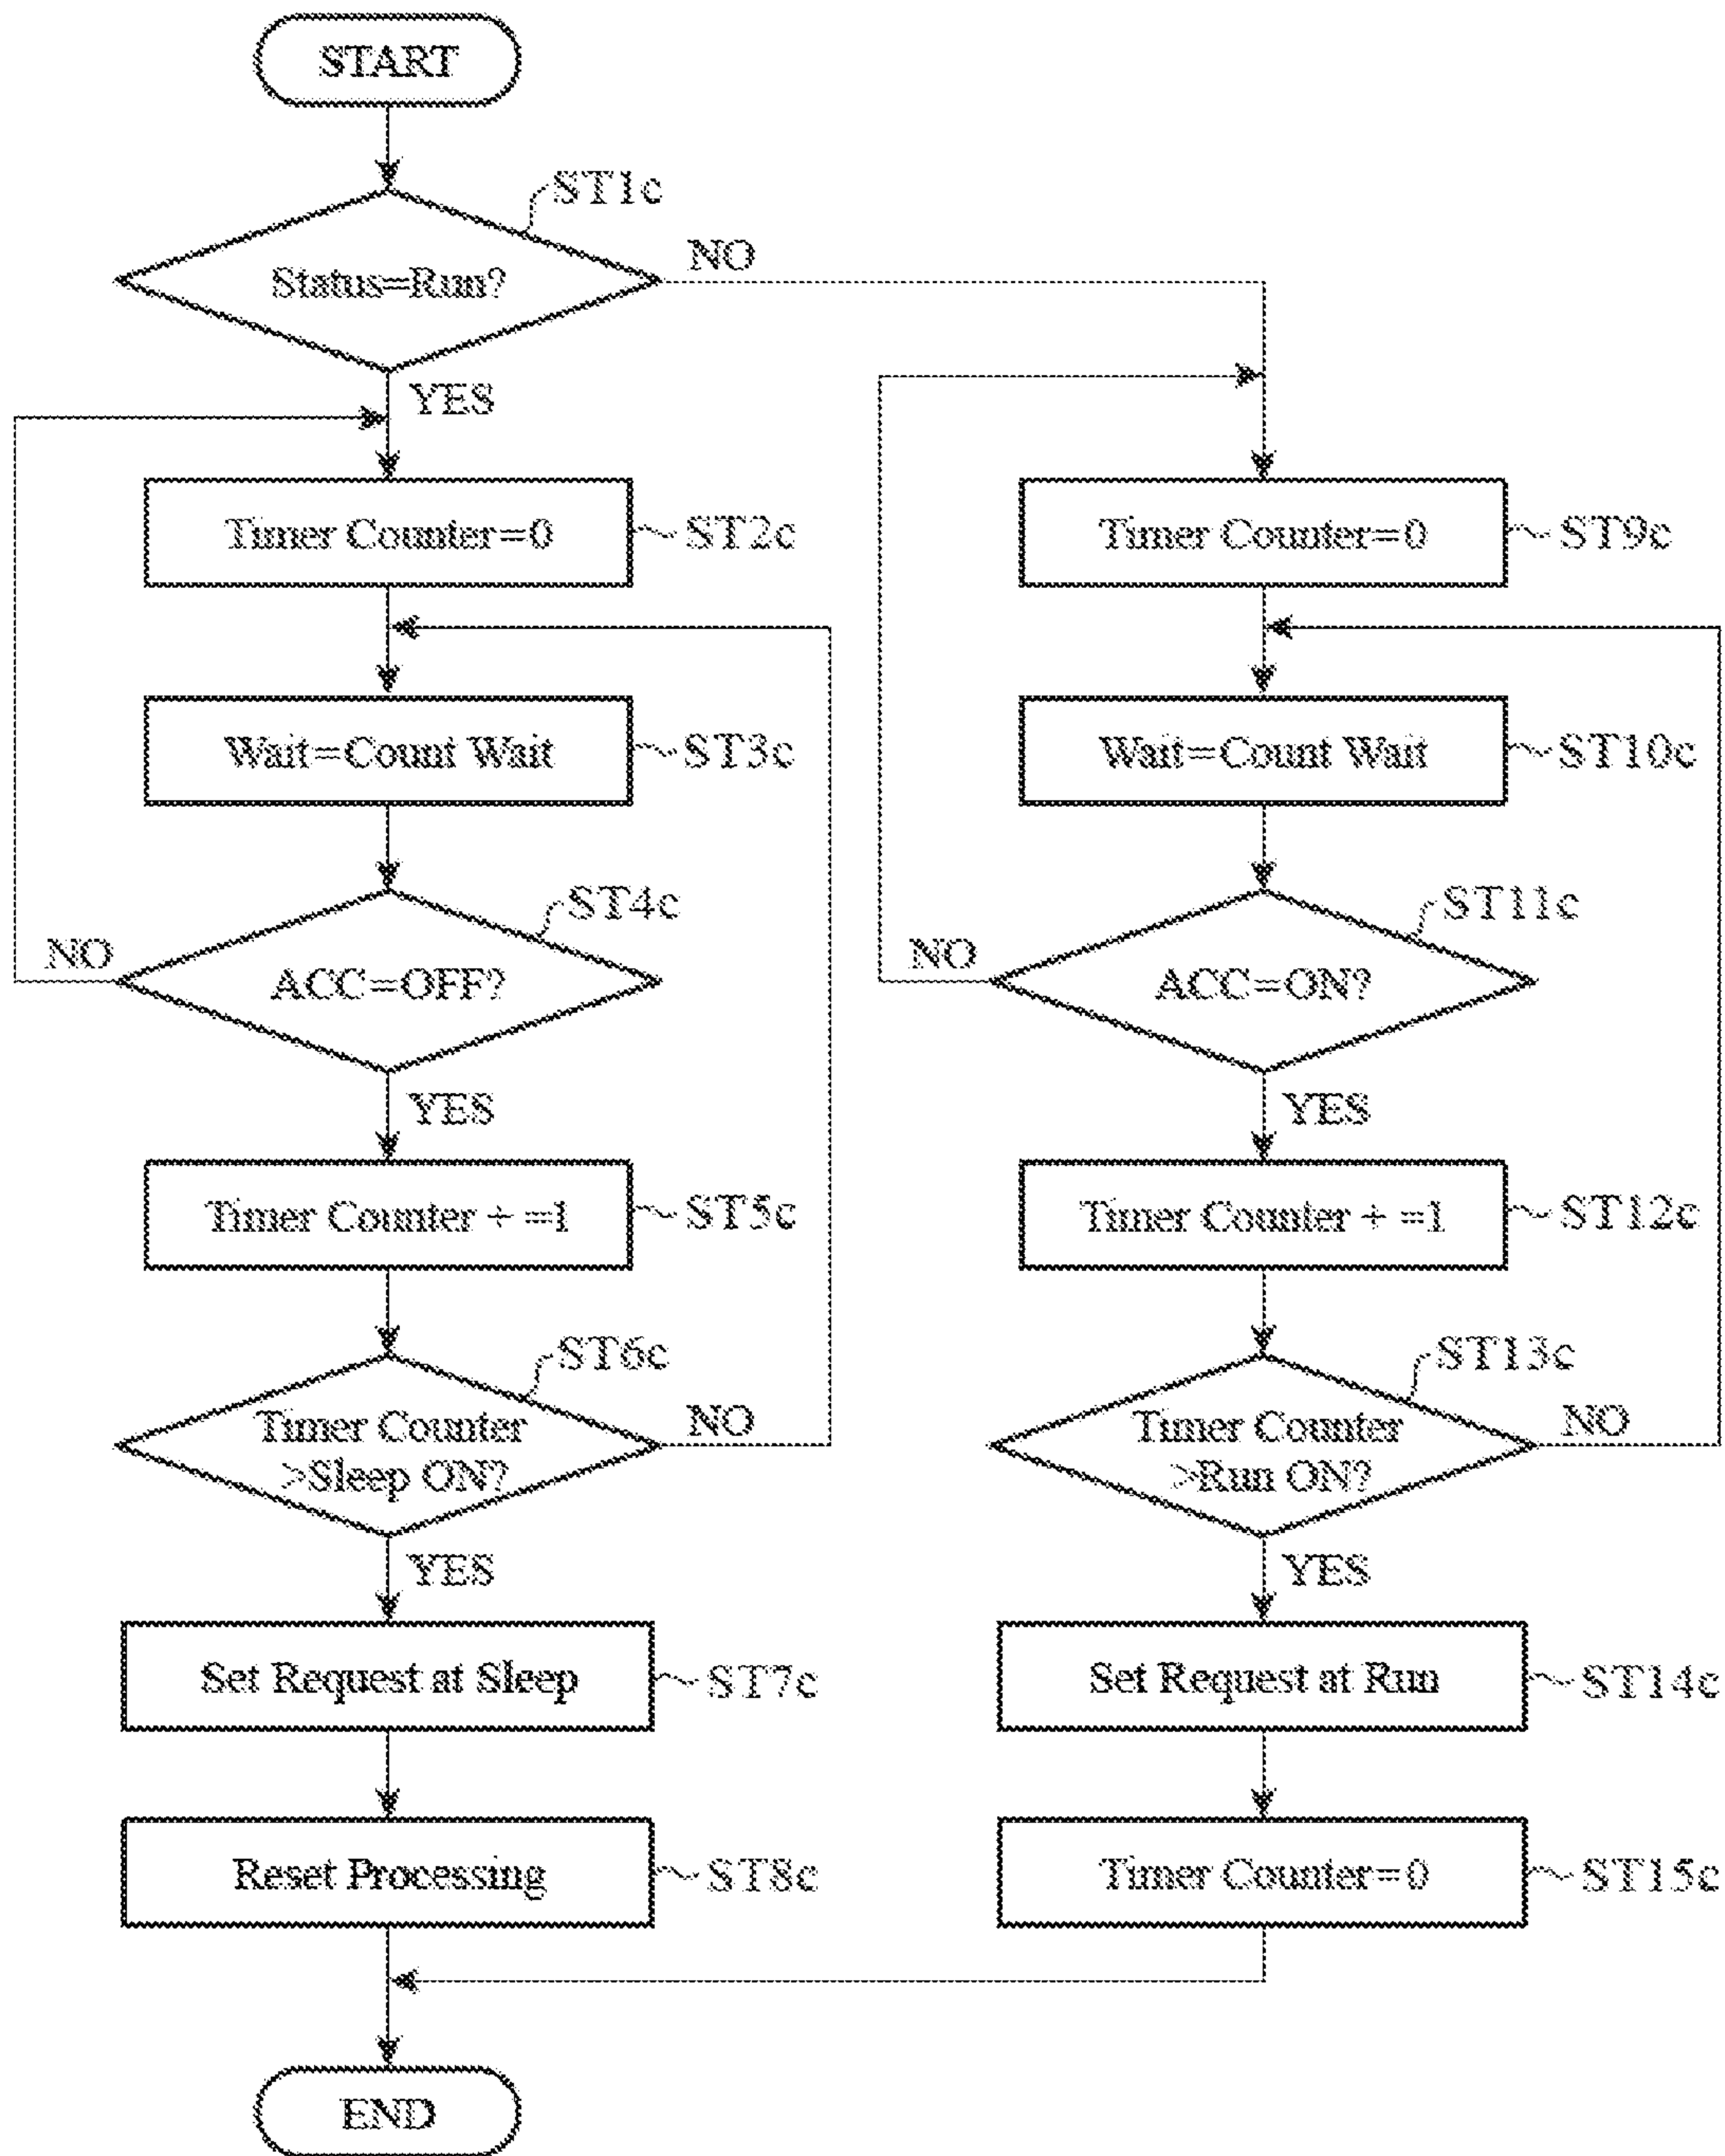 START
ST1c
Status=Run?
NO
YES
Timer Counter=0
ST2c
Wait=Count Wait
ST3c
ST4c
ACC=OFF?
NO
YES
Timer Counter + =1
ST5c
ST6c
Timer Counter
>Sleep ON?
NO
YES
Set Request at Sleep
ST7c
Reset Processing
ST8c
Timer Counter=0
ST9c
Wait=Count Wait
ST10c
ST11c
ACC=ON?
NO
YES
Timer Counter + =1
ST12c
ST13c
Timer Counter
>Run ON?
NO
YES
Set Request at Run
ST14c
Timer Counter=0
ST15c
END